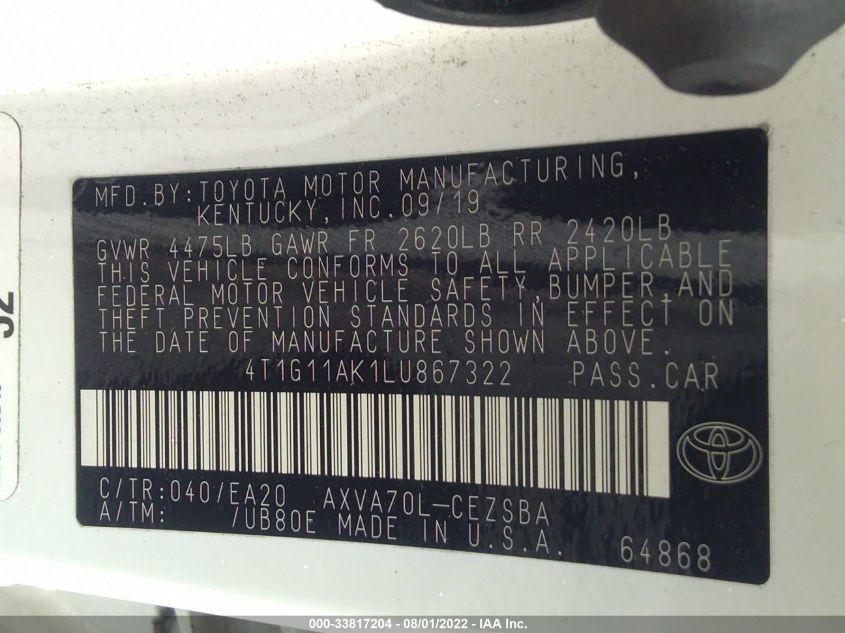 MFD.BY:TOYOTA MOTOR MANUFACTURING,
KENTUCKY,INC.09/19
GVWR 4475LB GAWR FR 2620LB RR 2420LB
THIS VEHICLE CONFORMS TO ALL APPLICABLE
FEDERAL MOTOR VEHICLE SAFETY,BUMPER,AND
THEFT PREVENTION STANDARDS IN EFFECT ON
THE DATE OF MANUFACTURE SHOWN ABOVE.
4T1G11AK1LU867322 PASS.CAR
C/TR:040/EA20 AXVA70L-CEZSBA
A/TM: /UB80E MADE IN U.S.A. 64868
000-33817204 - 08/01/2022 - IAA Inc.